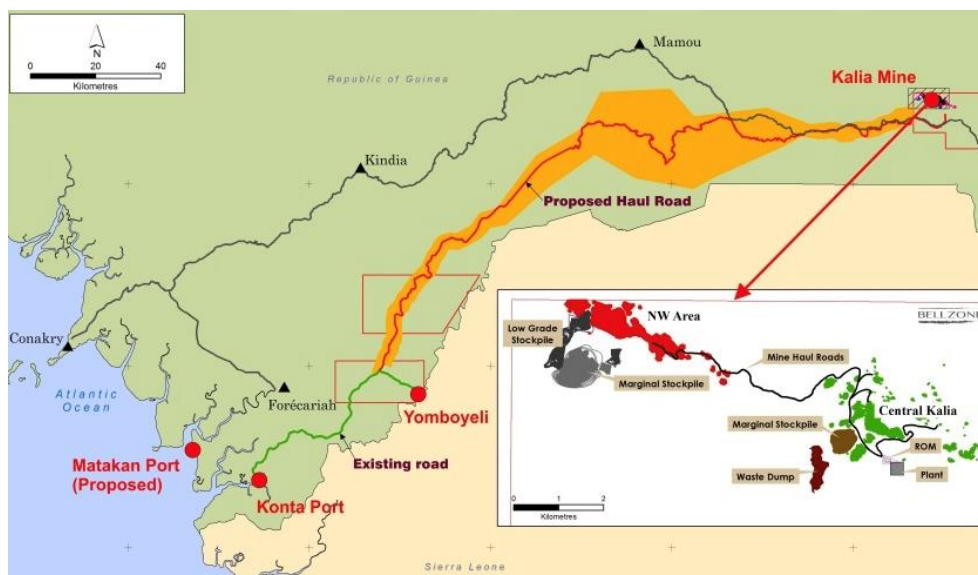 N
0 20 40
Kilometres
Republic of Guinea
Mamou
Kalia Mine
Kindia
Proposed Haul Road
Conakry
Atlantic
Ocean
Forécariah
Yomboyeli
Existing road
Matakan Port
(Proposed)
Konta Port
Sierra Leone
BELLZONE
NW Area
Low Grade
Stockpile
Mine Haul Roads
Marginal Stockpile
Central Kalia
Marginal Stockpile
ROM
Waste Dump
Plant
0 1 2
Kilometres